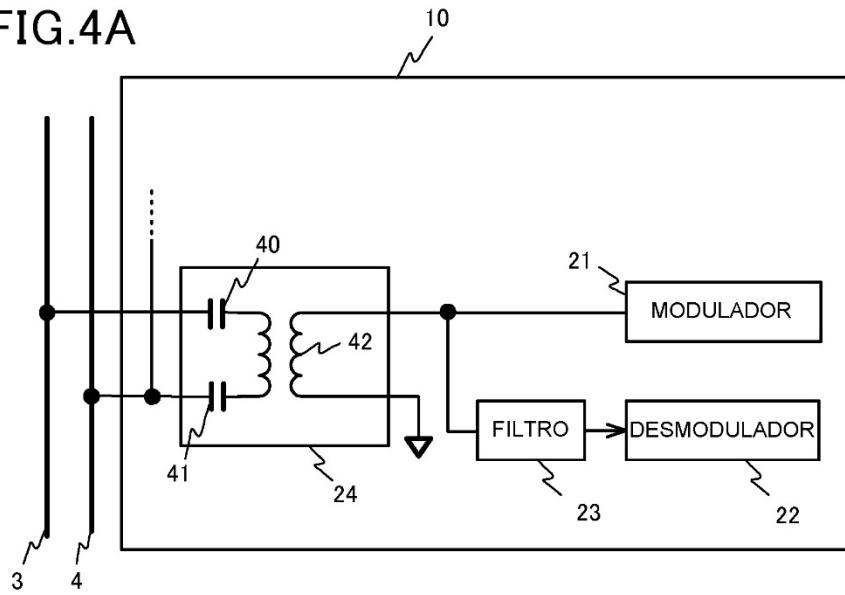 FIG.4A
10
40
21
MODULADOR
42
FILTRO
DESMODULADOR
41
24
23
22
3
4